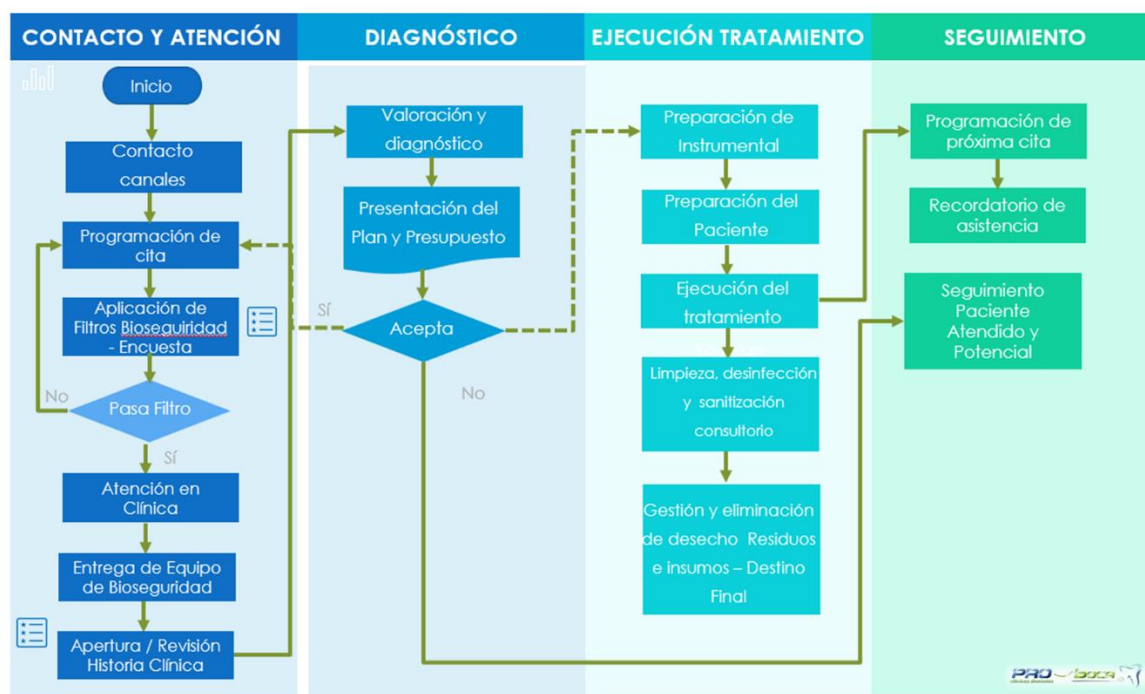 CONTACTO Y ATENCIÓN
Inicio
Contacto
canales
Programación de
cita
Aplicación de
Filtros Bioseguiridad
- Encuesta
No
Pasa Filtro
Sí
Atención en
Clínica
Entrega de Equipo
de Bioseguridad
Apertura / Revisión
Historia Clínica
DIAGNÓSTICO
Valoración y
diagnóstico
Presentación del
Plan y Presupuesto
Sí
Acepta
No
EJECUCIÓN TRATAMIENTO
Preparación de
Instrumental
Preparación del
Paciente
Ejecución del
tratamiento
Limpieza, desinfección
y sanitización
consultorio
Gestión y eliminación
de desecho Residuos
e insumos – Destino
Final
SEGUIMIENTO
Programación de
próxima cita
Recordatorio de
asistencia
Seguimiento
Paciente
Atendido y
Potencial
PRO